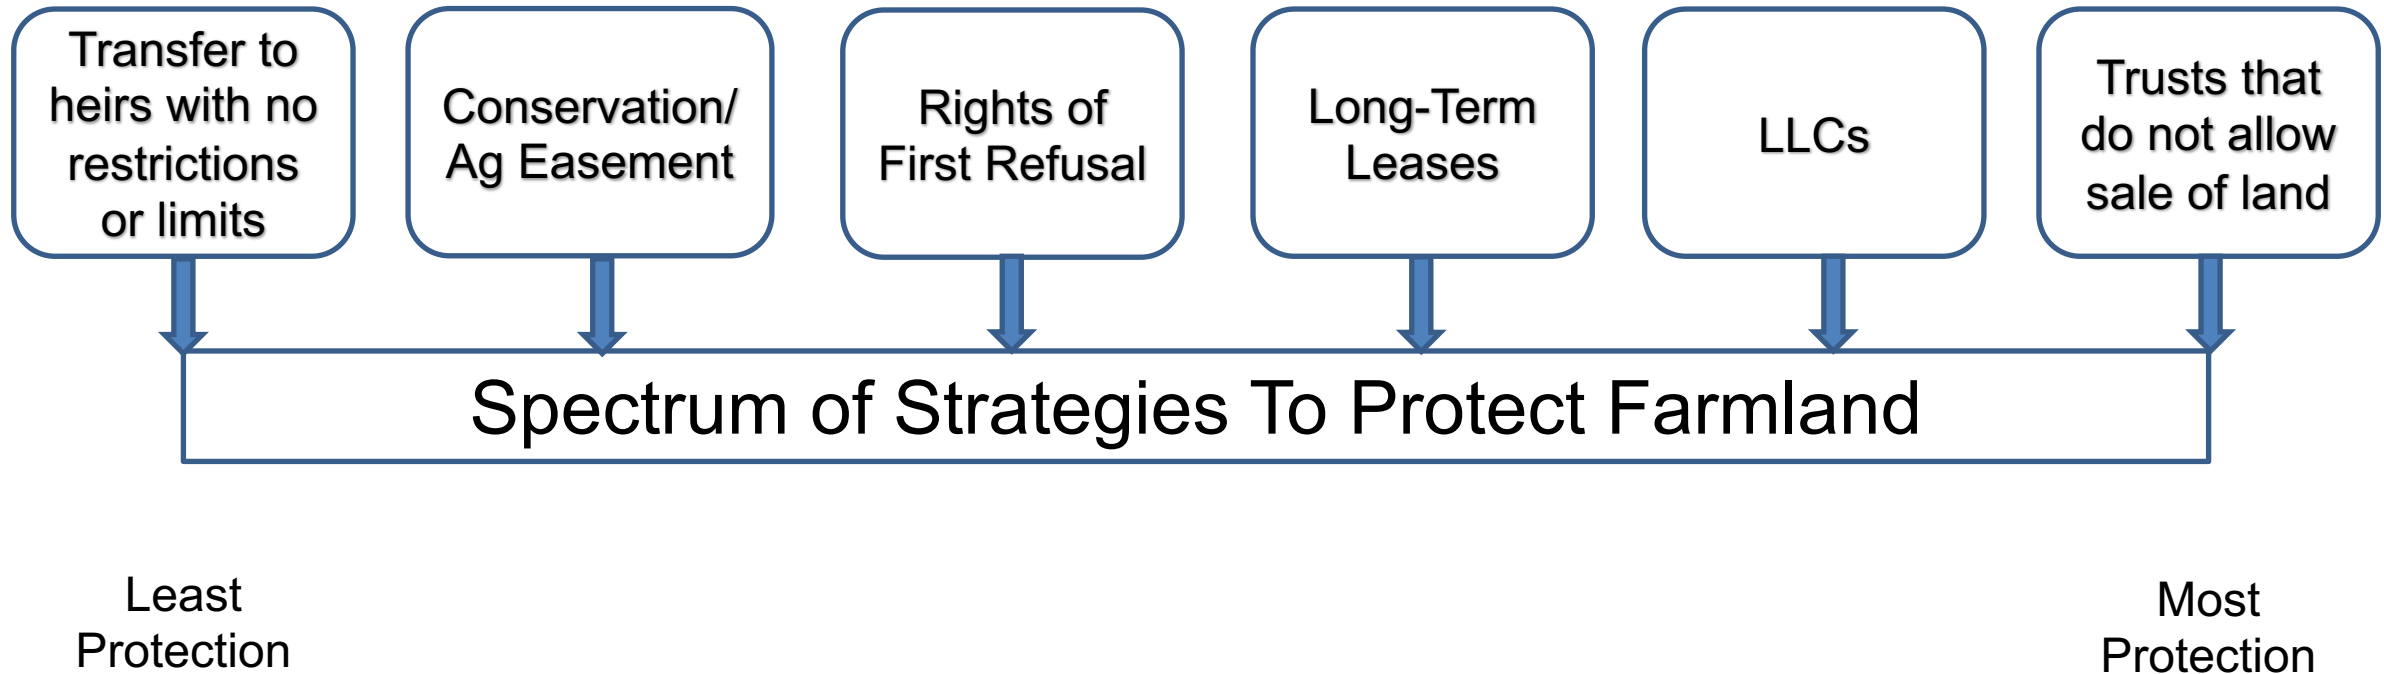 Transfer to
heirs with no
restrictions
or limits
Conservation/
Ag Easement
Rights of
First Refusal
Long-Term
Leases
LLCs
Trusts that
do not allow
sale of land
Spectrum of Strategies To Protect Farmland
Least
Protection
Most
Protection